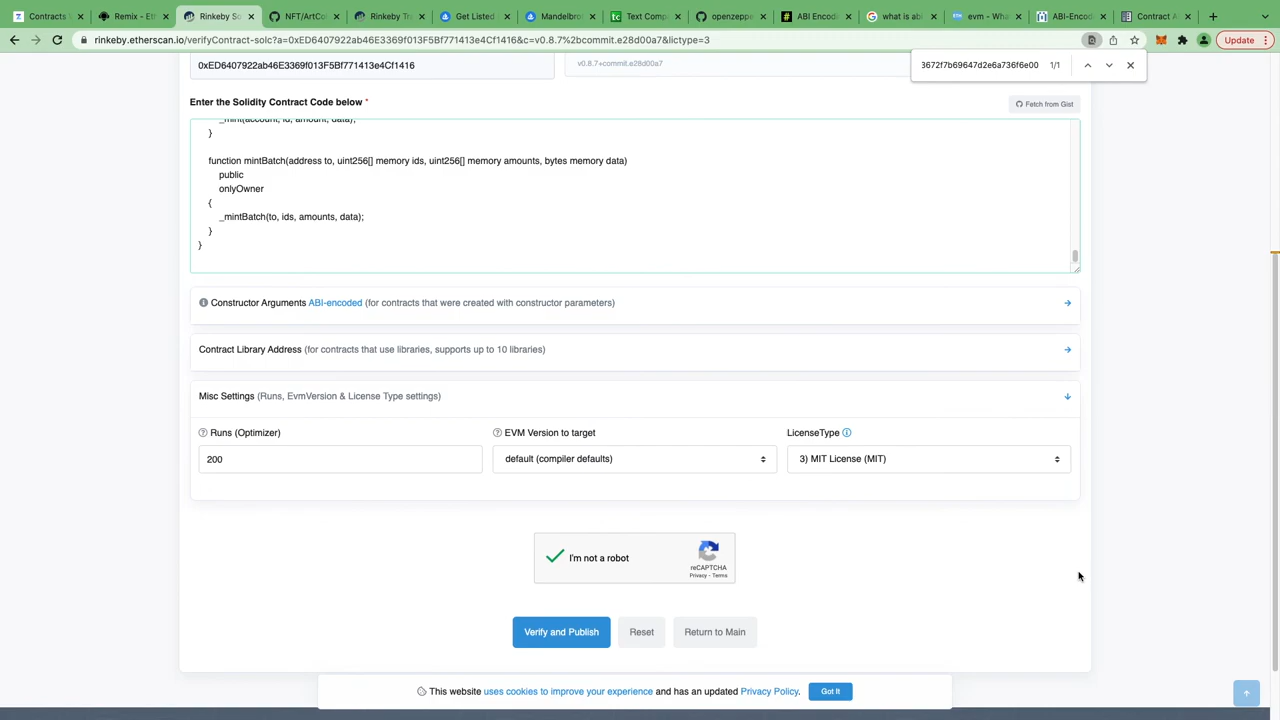 Contracts
Remix - Eth
Rinkeby So
NFT/ArtCo
Rinkeby Tr
Get Listed
Mandelbro
Text Comp
openzeppe
ABI Encodi
what is abi
evm - Wha
ABI-Encod
Contract A
rinkeby.etherscan.io/verifyContract-solc?a=0xED6407922ab46E3369f013F5Bf771413e4Cf1416&c=v0.8.7%2bcommit.e28d00a7&lictype=3
Update
3672f7b69647d2e6a736f6e00 1/1
0xED6407922ab46E3369f013F5Bf771413e4Cf1416
v0.8.7+commit.e28d00a7
Enter the Solidity Contract Code below *
Fetch from Gist
_mint(account, id, amount, data);
}
function mintBatch(address to, uint256[] memory ids, uint256[] memory amounts, bytes memory data)
public
onlyOwner
{
_mintBatch(to, ids, amounts, data);
}
}
Constructor Arguments ABI-encoded (for contracts that were created with constructor parameters)
Contract Library Address (for contracts that use libraries, supports up to 10 libraries)
Misc Settings (Runs, EvmVersion & License Type settings)
Runs (Optimizer)
EVM Version to target
LicenseType
200
default (compiler defaults)
3) MIT License (MIT)
I'm not a robot
reCAPTCHA
Privacy - Terms
Verify and Publish
Reset
Return to Main
This website uses cookies to improve your experience and has an updated Privacy Policy.
Got It